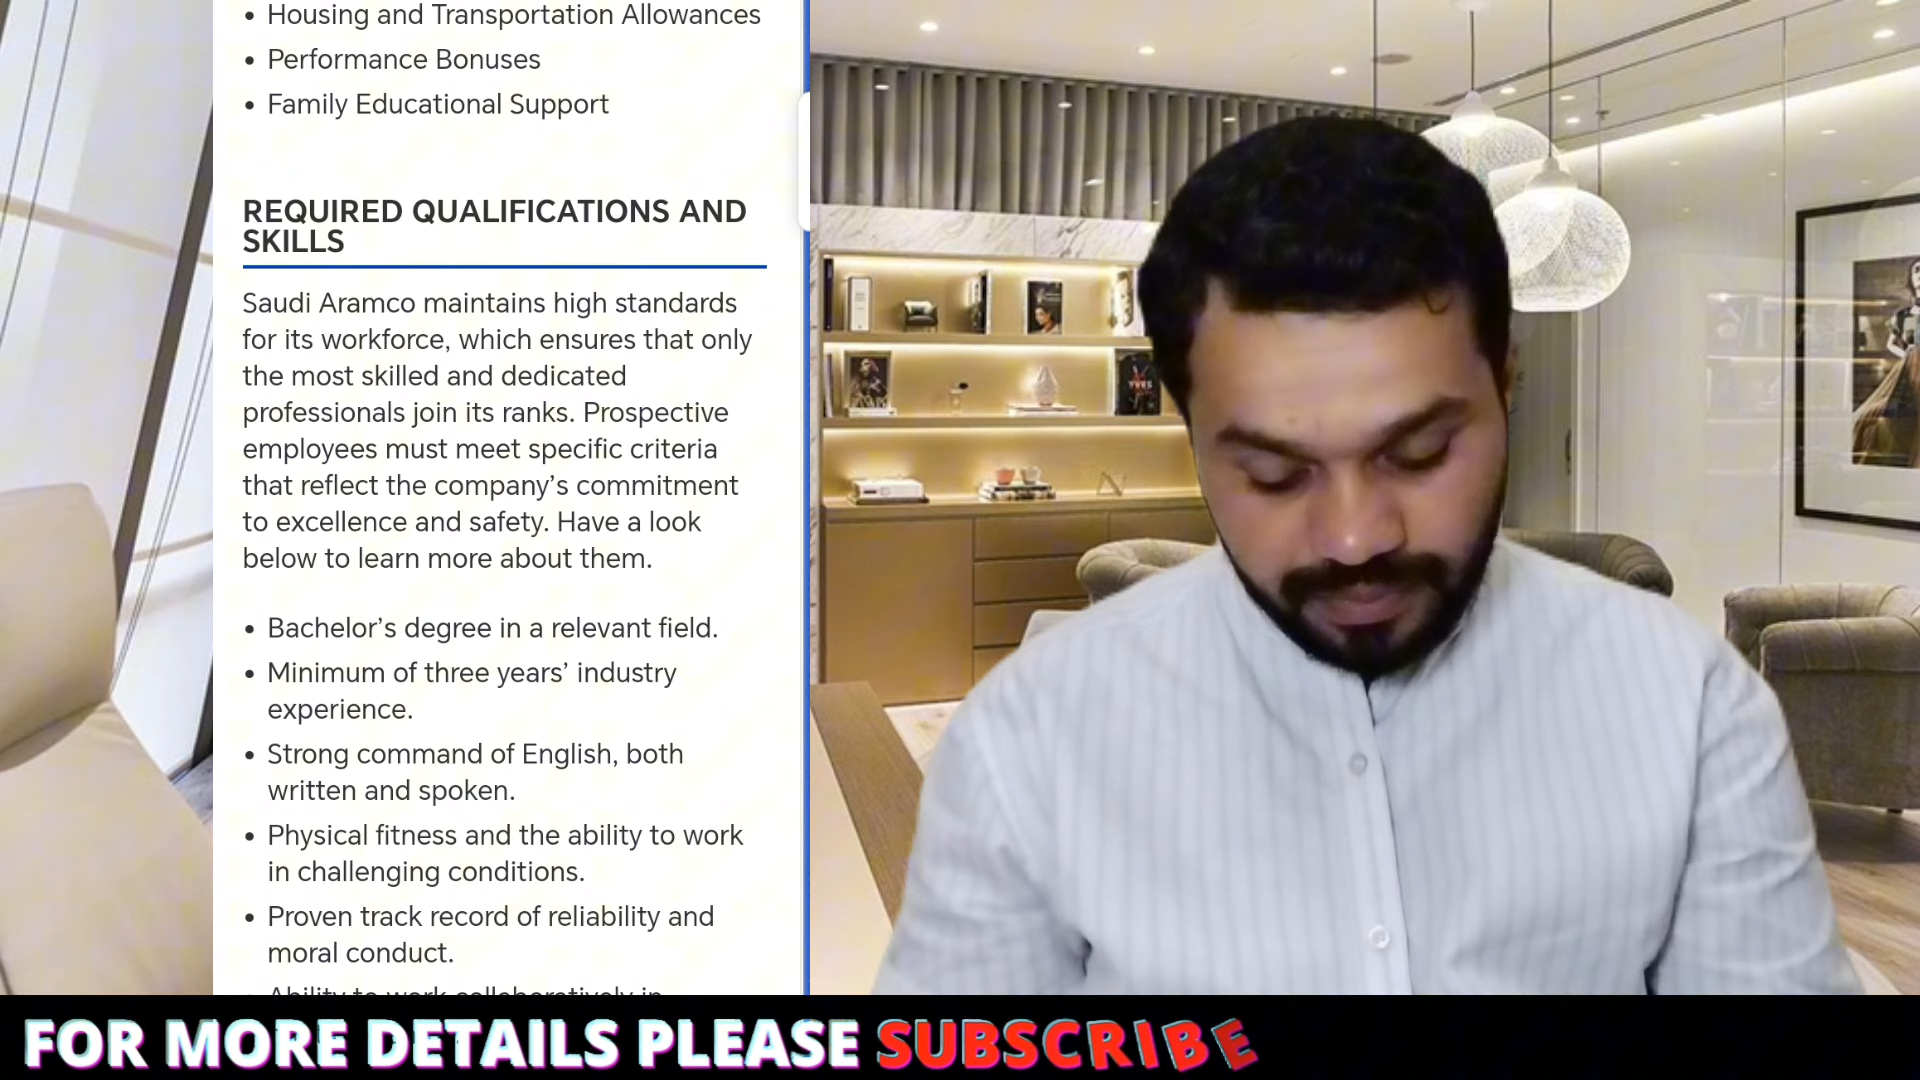 • Housing and Transportation Allowances
• Performance Bonuses
• Family Educational Support
REQUIRED QUALIFICATIONS AND
SKILLS
Saudi Aramco maintains high standards
for its workforce, which ensures that only
the most skilled and dedicated
professionals join its ranks. Prospective
employees must meet specific criteria
that reflect the company’s commitment
to excellence and safety. Have a look
below to learn more about them.
• Bachelor’s degree in a relevant field.
• Minimum of three years’ industry
experience.
• Strong command of English, both
written and spoken.
• Physical fitness and the ability to work
in challenging conditions.
• Proven track record of reliability and
moral conduct.
Ability to work collaboratively in
FOR MORE DETAILS PLEASE SUBSCRIBE